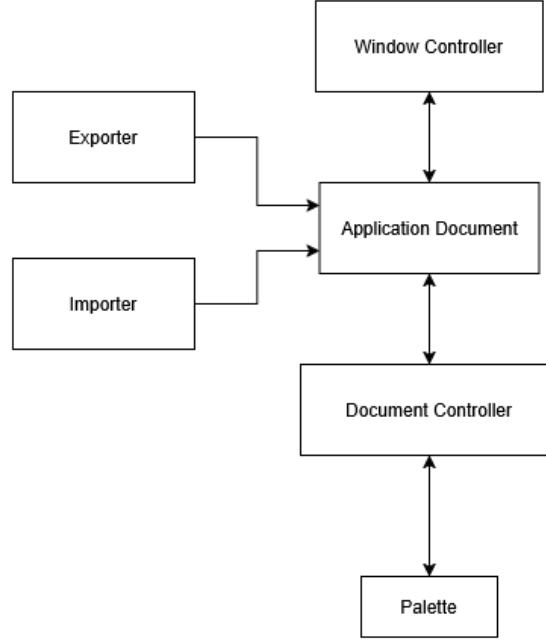 Window Controller
Exporter
Application Document
Importer
Document Controller
Palette